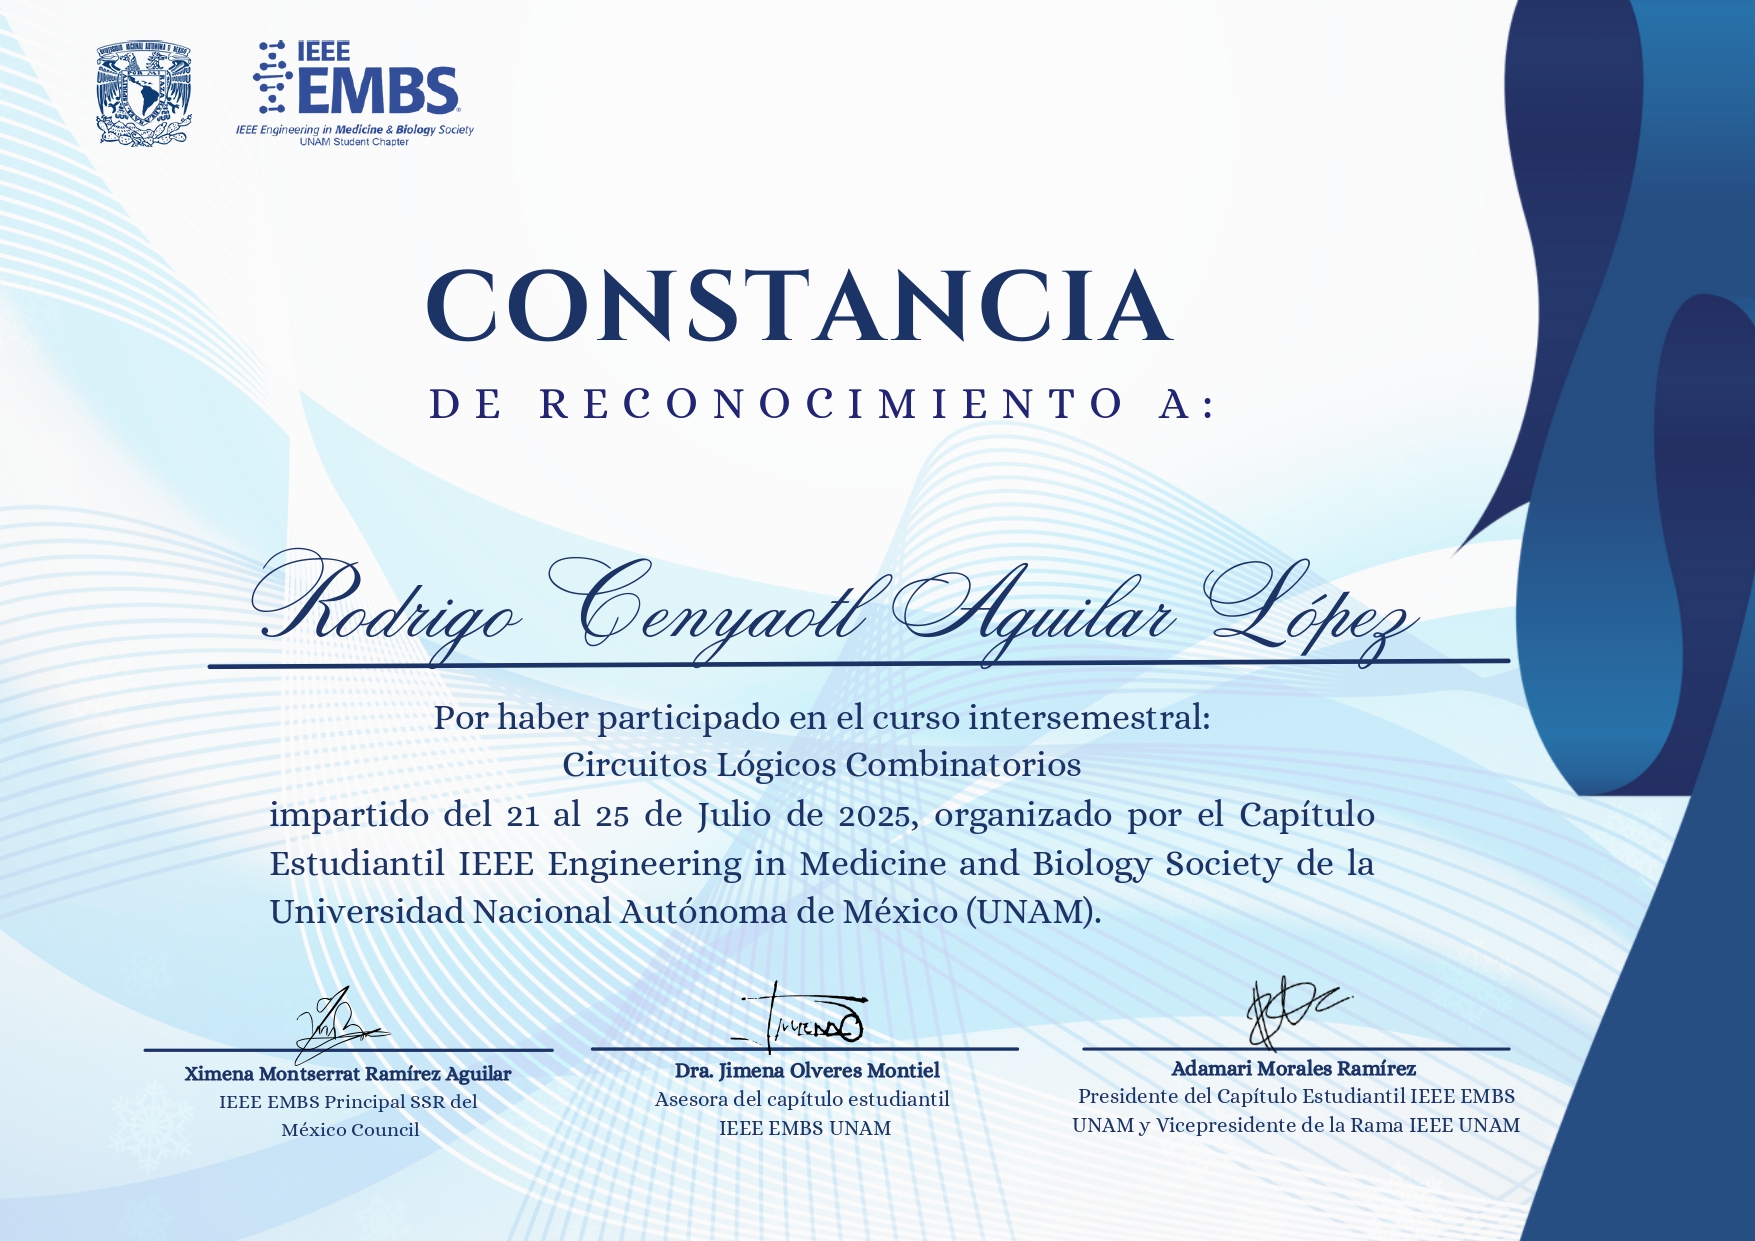 IEEE
EMBS
IEEE Engineering in Medicine & Biology Society
UNAM Student Chapter
CONSTANCIA
DE RECONOCIMIENTO A:
Rodrigo Cenyaotl Aguilar López
Por haber participado en el curso intersemestral:
Circuitos Lógicos Combinatorios
impartido del 21 al 25 de Julio de 2025, organizado por el Capítulo
Estudiantil IEEE Engineering in Medicine and Biology Society de la
Universidad Nacional Autónoma de México (UNAM).
Ximena Montserrat Ramírez Aguilar
IEEE EMBS Principal SSR del
México Council
Dra. Jimena Olveres Montiel
Asesora del capítulo estudiantil
IEEE EMBS UNAM
Adamari Morales Ramírez
Presidente del Capítulo Estudiantil IEEE EMBS
UNAM y Vicepresidente de la Rama IEEE UNAM